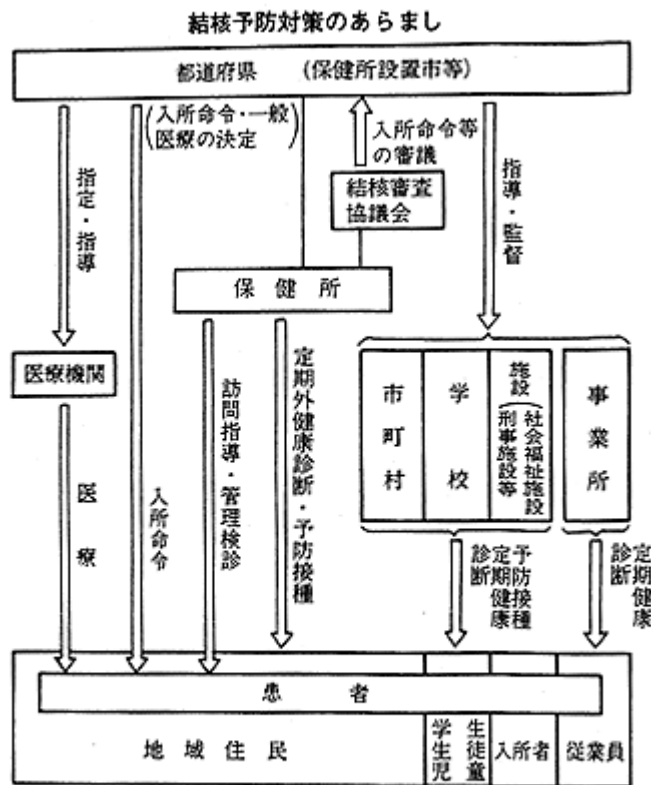 結核予防対策のあらまし
都道府県 (保健所設置市等)
(入所命令・一般
医療の決定)
入所命令等
の審議
結核審査
協議会
指定・指導
指導・監督
保健所
医療機関
訪問指導・管理検診
定期外健康診断・予防接種
市町村
学校
施設
(社会福祉施設
刑事施設等)
事業所
医療
入所命令
予防接種
定期健康
診断
定期健康
診断
患者
地域住民
生徒
学生
児童
入所者
従業員